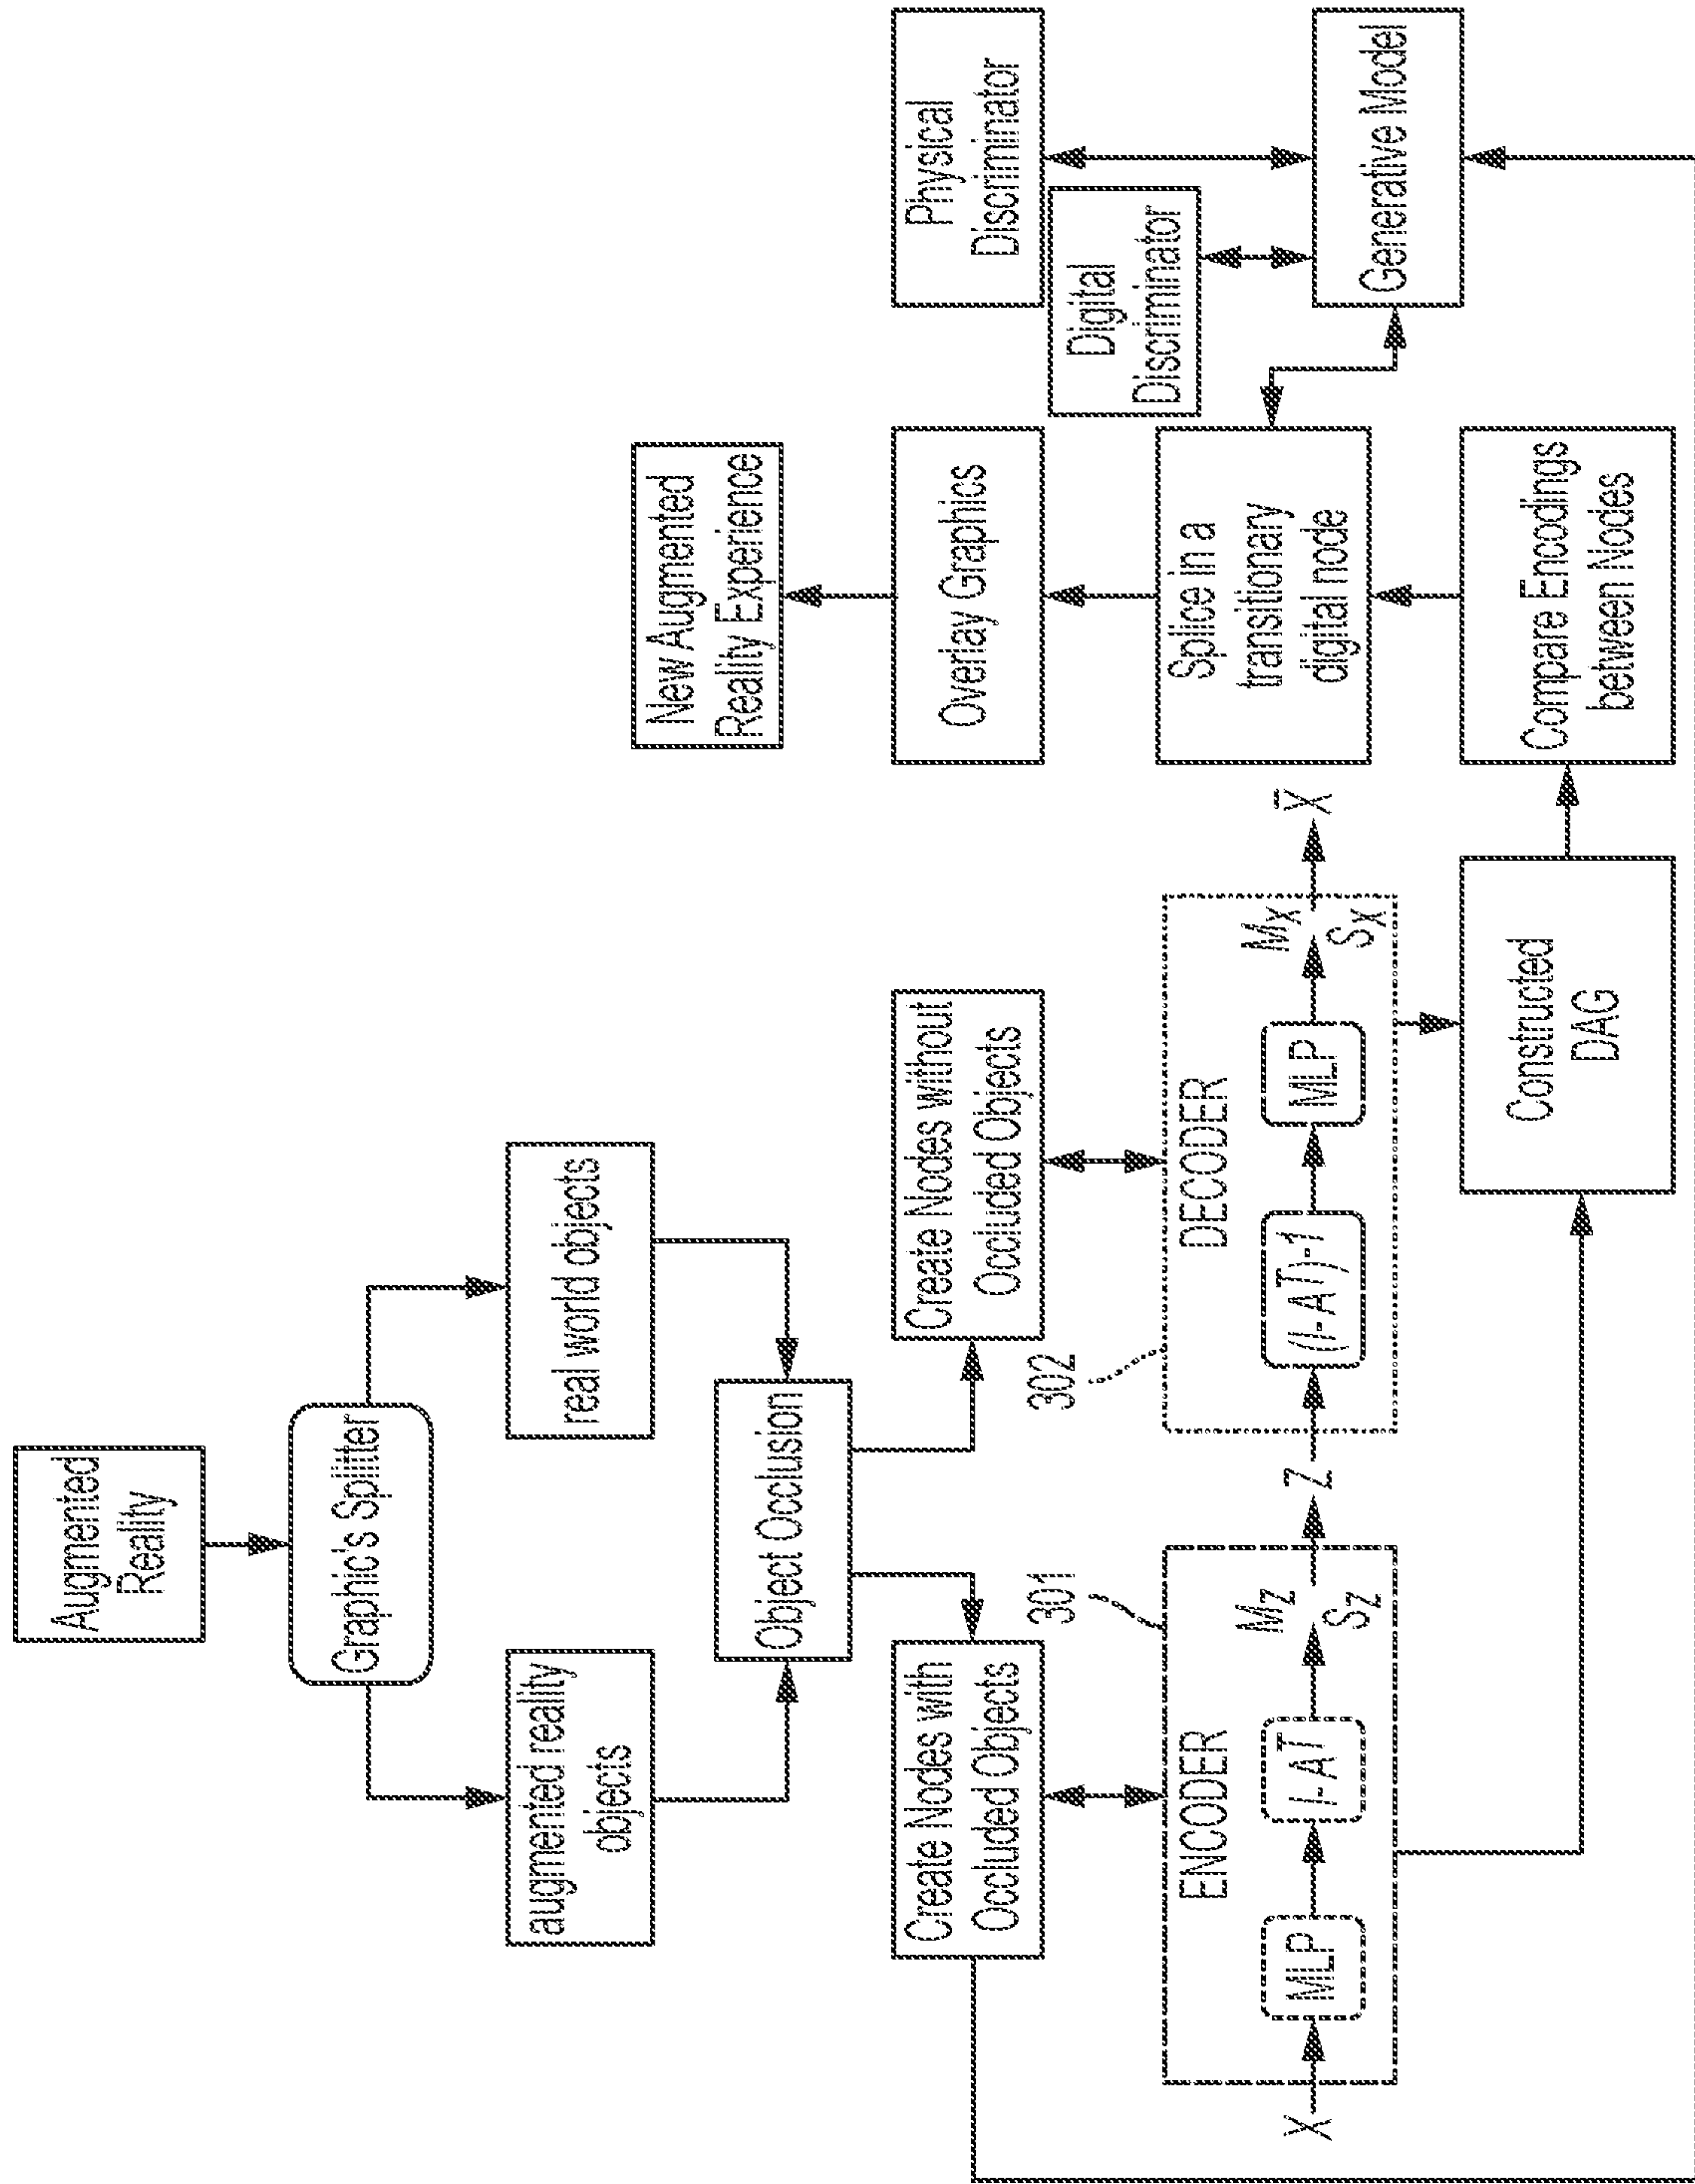 Augmented
Reality
Graphic's Splitter
augmented reality
objects
real world objects
Object Occlusion
Create Nodes with
Occluded Objects
Create Nodes without
Occluded Objects
301
302
ENCODER
X
MLP
I-AT
MZ
SZ
Z
DECODER
(I-AT)-1
MLP
MX
SX
X̄
Constructed
DAG
New Augmented
Reality Experience
Overlay Graphics
Splice in a
transitionary
digital node
Compare Encodings
between Nodes
Physical
Discriminator
Digital
Discriminator
Generative Model